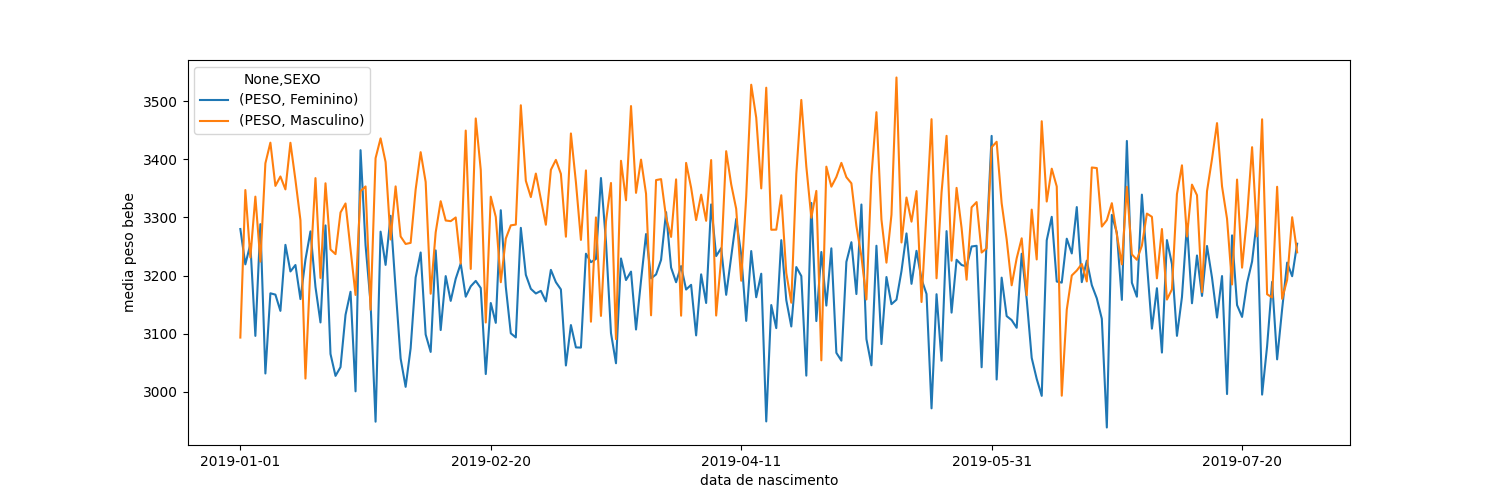 None,SEXO
(PESO, Feminino)
(PESO, Masculino)
3500
3400
3300
3200
3100
3000
media peso bebe
2019-01-01 2019-02-20 2019-04-11 2019-05-31 2019-07-20
data de nascimento